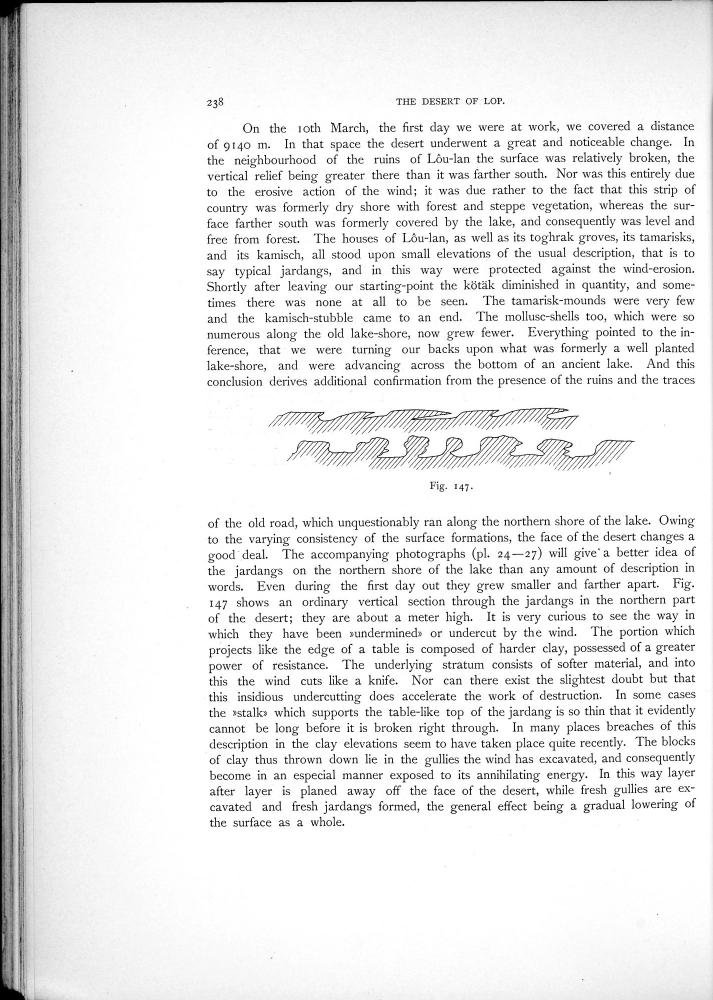 238
THE DESERT OF LOP.
On the 10th March, the first day we were at work, we covered a distance
of 9140 m. In that space the desert underwent a great and noticeable change. In
the neighbourhood of the ruins of Lôu-lan the surface was relatively broken, the
vertical relief being greater there than it was farther south. Nor was this entirely due
to the erosive action of the wind; it was due rather to the fact that this strip of
country was formerly dry shore with forest and steppe vegetation, whereas the sur-
face farther south was formerly covered by the lake, and consequently was level and
free from forest. The houses of Lôu-lan, as well as its toghrak groves, its tamarisks,
and its kamisch, all stood upon small elevations of the usual description, that is to
say typical jardangs, and in this way were protected against the wind-erosion.
Shortly after leaving our starting-point the kötäk diminished in quantity, and some-
times there was none at all to be seen. The tamarisk-mounds were very few
and the kamisch-stubble came to an end. The mollusc-shells too, which were so
numerous along the old lake-shore, now grew fewer. Everything pointed to the in-
ference, that we were turning our backs upon what was formerly a well planted
lake-shore, and were advancing across the bottom of an ancient lake. And this
conclusion derives additional confirmation from the presence of the ruins and the traces
Fig. 147.
of the old road, which unquestionably ran along the northern shore of the lake. Owing
to the varying consistency of the surface formations, the face of the desert changes a
good deal. The accompanying photographs (pl. 24—27) will give a better idea of
the jardangs on the northern shore of the lake than any amount of description in
words. Even during the first day out they grew smaller and farther apart. Fig.
147 shows an ordinary vertical section through the jardangs in the northern part
of the desert; they are about a meter high. It is very curious to see the way in
which they have been »undermined» or undercut by the wind. The portion which
projects like the edge of a table is composed of harder clay, possessed of a greater
power of resistance. The underlying stratum consists of softer material, and into
this the wind cuts like a knife. Nor can there exist the slightest doubt but that
this insidious undercutting does accelerate the work of destruction. In some cases
the »stalk» which supports the table-like top of the jardang is so thin that it evidently
cannot be long before it is broken right through. In many places breaches of this
description in the clay elevations seem to have taken place quite recently. The blocks
of clay thus thrown down lie in the gullies the wind has excavated, and consequently
become in an especial manner exposed to its annihilating energy. In this way layer
after layer is planed away off the face of the desert, while fresh gullies are ex-
cavated and fresh jardangs formed, the general effect being a gradual lowering of
the surface as a whole.